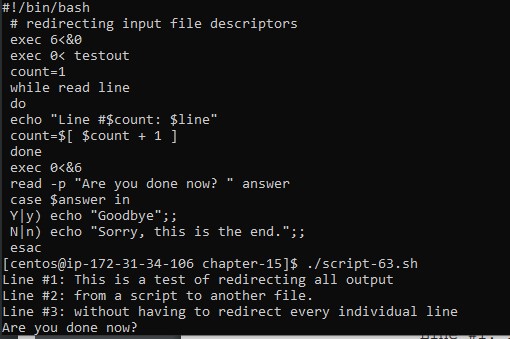 #!/bin/bash
# redirecting input file descriptors
exec 6<&0
exec 0< testout
count=1
while read line
do
echo "Line #$count: $line"
count=$[ $count + 1 ]
done
exec 0<&6
read -p "Are you done now? " answer
case $answer in
Y|y) echo "Goodbye";;
N|n) echo "Sorry, this is the end.";;
esac
[centos@ip-172-31-34-106 chapter-15]$ ./script-63.sh
Line #1: This is a test of redirecting all output
Line #2: from a script to another file.
Line #3: without having to redirect every individual line
Are you done now?